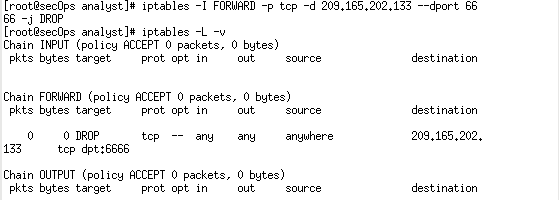 [root@secOps analyst]# iptables -I FORWARD -p tcp -d 209.165.202.133 --dport 66
66 -j DROP
[root@secOps analyst]# iptables -L -v
Chain INPUT (policy ACCEPT 0 packets, 0 bytes)
pkts bytes target prot opt in out source destination
Chain FORWARD (policy ACCEPT 0 packets, 0 bytes)
pkts bytes target prot opt in out source destination
0 0 DROP tcp -- any any anywhere 209.165.202.
133 tcp dpt:6666
Chain OUTPUT (policy ACCEPT 0 packets, 0 bytes)
pkts bytes target prot opt in out source destination